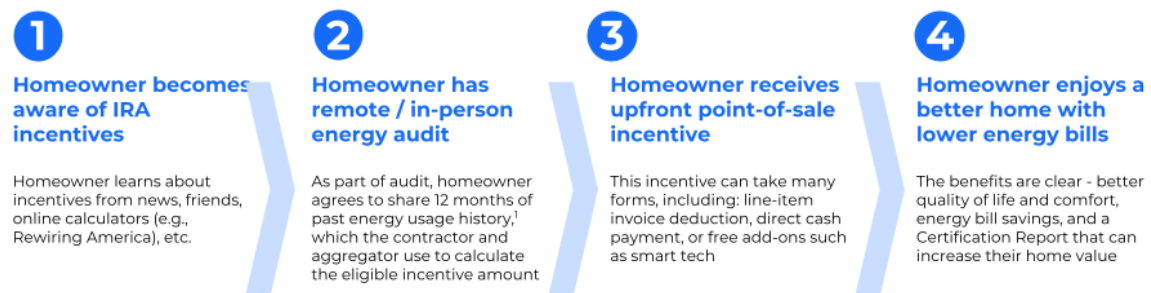 1
Homeowner becomes
aware of IRA
incentives
Homeowner learns about
incentives from news, friends,
online calculators (e.g.,
Rewiring America), etc.
2
Homeowner has
remote / in-person
energy audit
As part of audit, homeowner
agrees to share 12 months of
past energy usage history,¹
which the contractor and
aggregator use to calculate
the eligible incentive amount
3
Homeowner receives
upfront point-of-sale
incentive
This incentive can take many
forms, including: line-item
invoice deduction, direct cash
payment, or free add-ons such
as smart tech
4
Homeowner enjoys a
better home with
lower energy bills
The benefits are clear - better
quality of life and comfort,
energy bill savings, and a
Certification Report that can
increase their home value